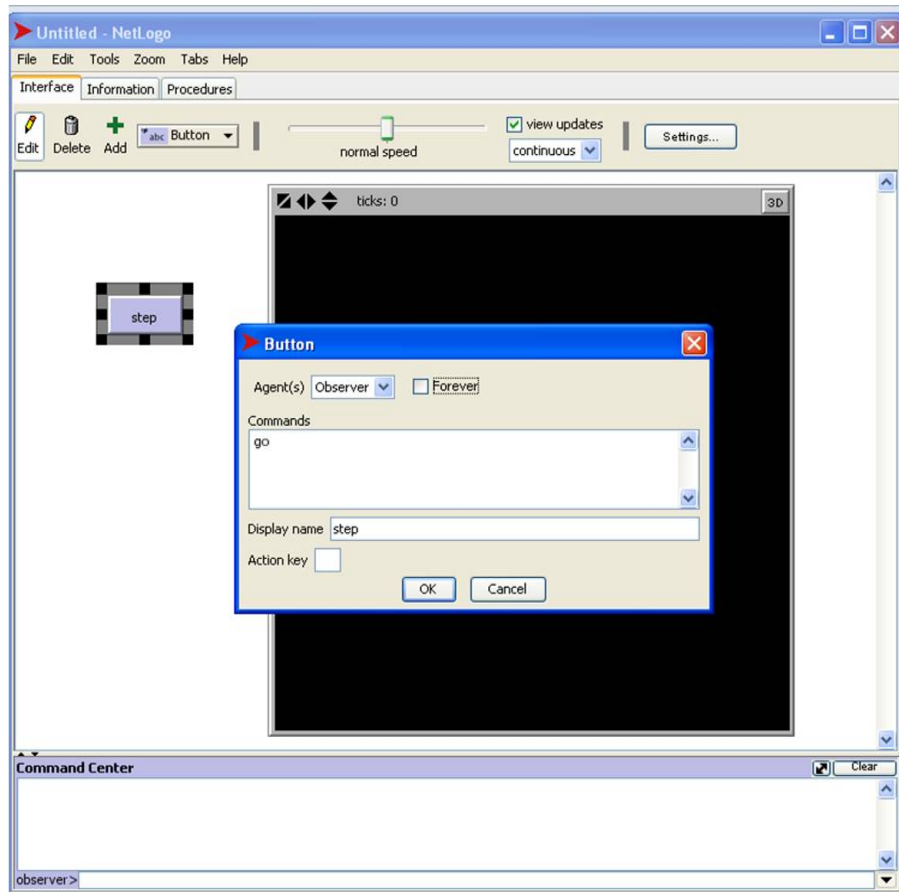 Untitled - NetLogo
File Edit Tools Zoom Tabs Help
Interface Information Procedures
Edit Delete Add abc Button normal speed view updates continuous Settings...
ticks: 0 3D
step
Button
Agent(s) Observer Forever
Commands
go
Display name step
Action key
OK Cancel
Command Center Clear
observer>